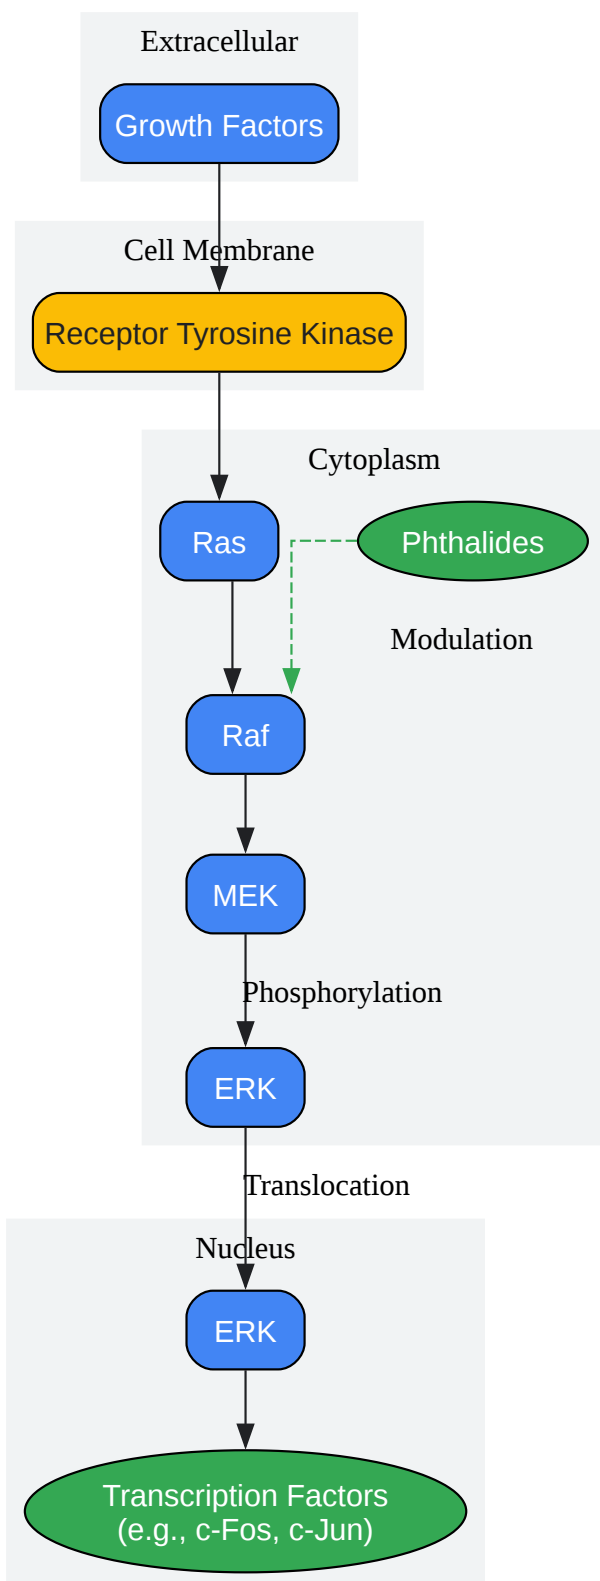 Extracellular
Growth Factors
Cell Membrane
Receptor Tyrosine Kinase
Cytoplasm
Ras
Phthalides
Modulation
Raf
MEK
Phosphorylation
ERK
Translocation
Nucleus
ERK
Transcription Factors
(e.g., c-Fos, c-Jun)